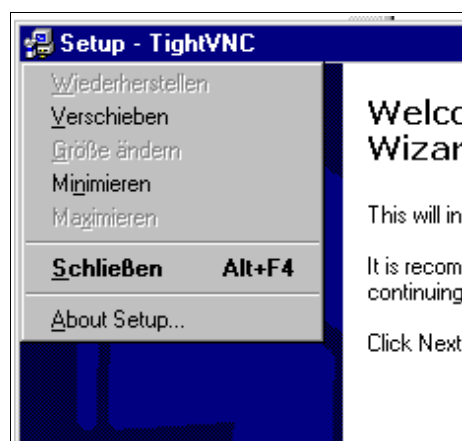 Setup - TightVNC
Wiederherstellen
Verschieben
Größe ändern
Minimieren
Maximieren
Schließen Alt+F4
About Setup...
Welco
Wizar
This will in
It is recom
continuing
Click Next